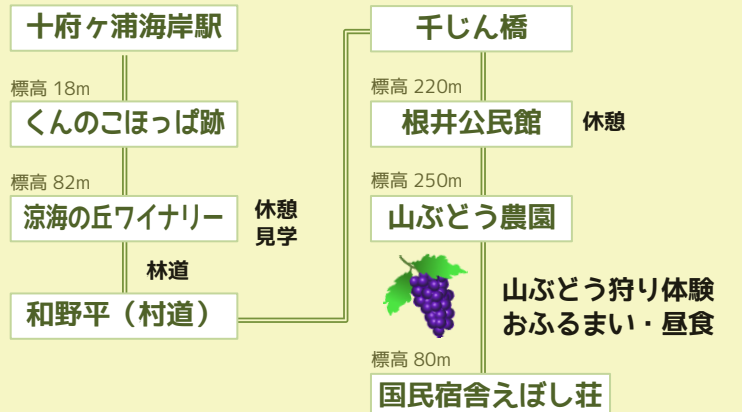 十府ヶ浦海岸駅
標高 18m
くんのこほっぱ跡
標高 82m
涼海の丘ワイナリー
休憩
見学
林道
和野平（村道）
千じん橋
標高 220m
根井公民館
休憩
標高 250m
山ぶどう農園
山ぶどう狩り体験
おふるまい・昼食
標高 80m
国民宿舎えぼし荘